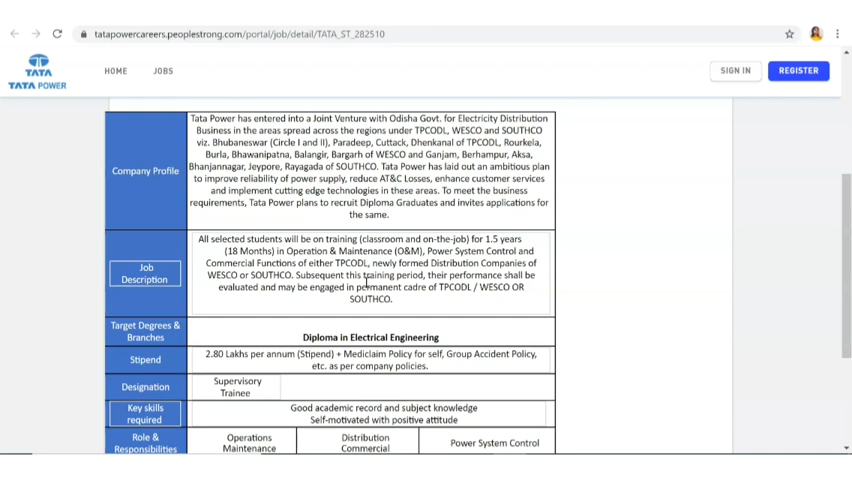 tatapowercareers.peoplestrong.com/portal/job/detail/TATA_ST_282510
TATA
TATA POWER
HOME
JOBS
SIGN IN
REGISTER
Company Profile
Tata Power has entered into a Joint Venture with Odisha Govt. for Electricity Distribution
Business in the areas spread across the regions under TPCODL, WESCO and SOUTHCO
viz. Bhubaneswar (Circle I and II), Paradeep, Cuttack, Dhenkanal of TPCODL, Rourkela,
Burla, Bhawanipatna, Balangir, Bargarh of WESCO and Ganjam, Berhampur, Aksa,
Bhanjannagar, Jeypore, Rayagada of SOUTHCO. Tata Power has laid out an ambitious plan
to improve reliability of power supply, reduce AT&C Losses, enhance customer services
and implement cutting edge technologies in these areas. To meet the business
requirements, Tata Power plans to recruit Diploma Graduates and invites applications for
the same.
Job
Description
All selected students will be on training (classroom and on-the-job) for 1.5 years
(18 Months) in Operation & Maintenance (O&M), Power System Control and
Commercial Functions of either TPCODL, newly formed Distribution Companies of
WESCO or SOUTHCO. Subsequent this training period, their performance shall be
evaluated and may be engaged in permanent cadre of TPCODL / WESCO OR
SOUTHCO.
Target Degrees &
Branches
Diploma in Electrical Engineering
Stipend
2.80 Lakhs per annum (Stipend) + Mediclaim Policy for self, Group Accident Policy,
etc. as per company policies.
Designation
Supervisory
Trainee
Key skills
required
Good academic record and subject knowledge
Self-motivated with positive attitude
Role &
Responsibilities
Operations
Maintenance
Distribution
Commercial
Power System Control